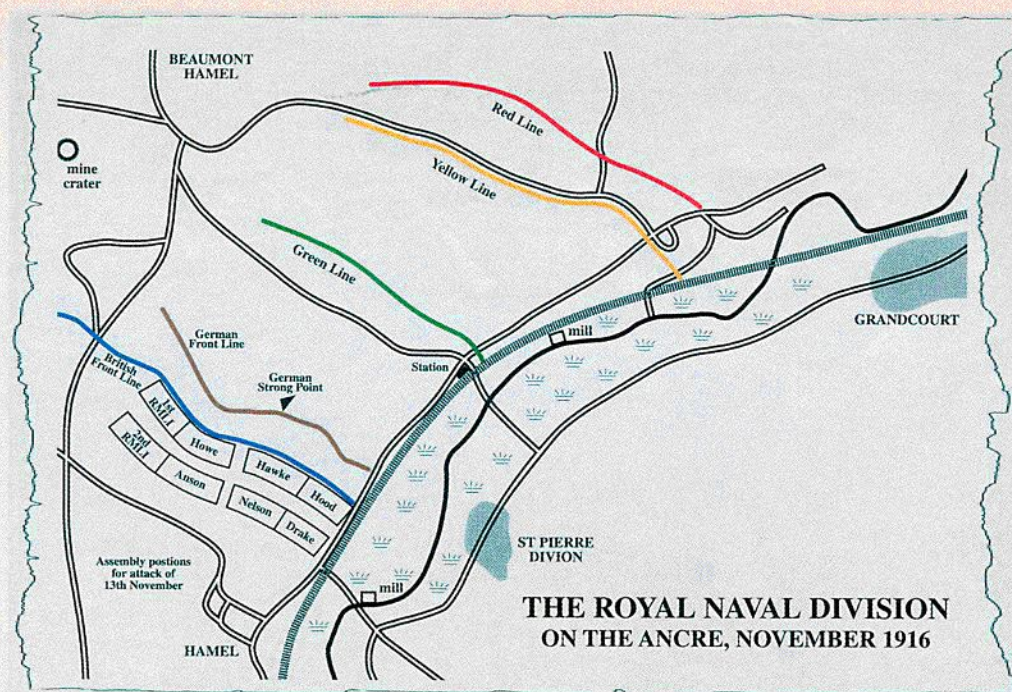 BEAUMONT
HAMEL
Red Line
mine
crater
Yellow Line
Green Line
GRANDCOURT
German
Front Line
mill
Station
British
Front Line
German
Strong Point
1st
RMLI
Howe
Hawke
Hood
2nd
RMLI
Anson
Nelson
Drake
ST PIERRE
DIVION
Assembly postions
for attack of
13th November
mill
HAMEL
THE ROYAL NAVAL DIVISION
ON THE ANCRE, NOVEMBER 1916